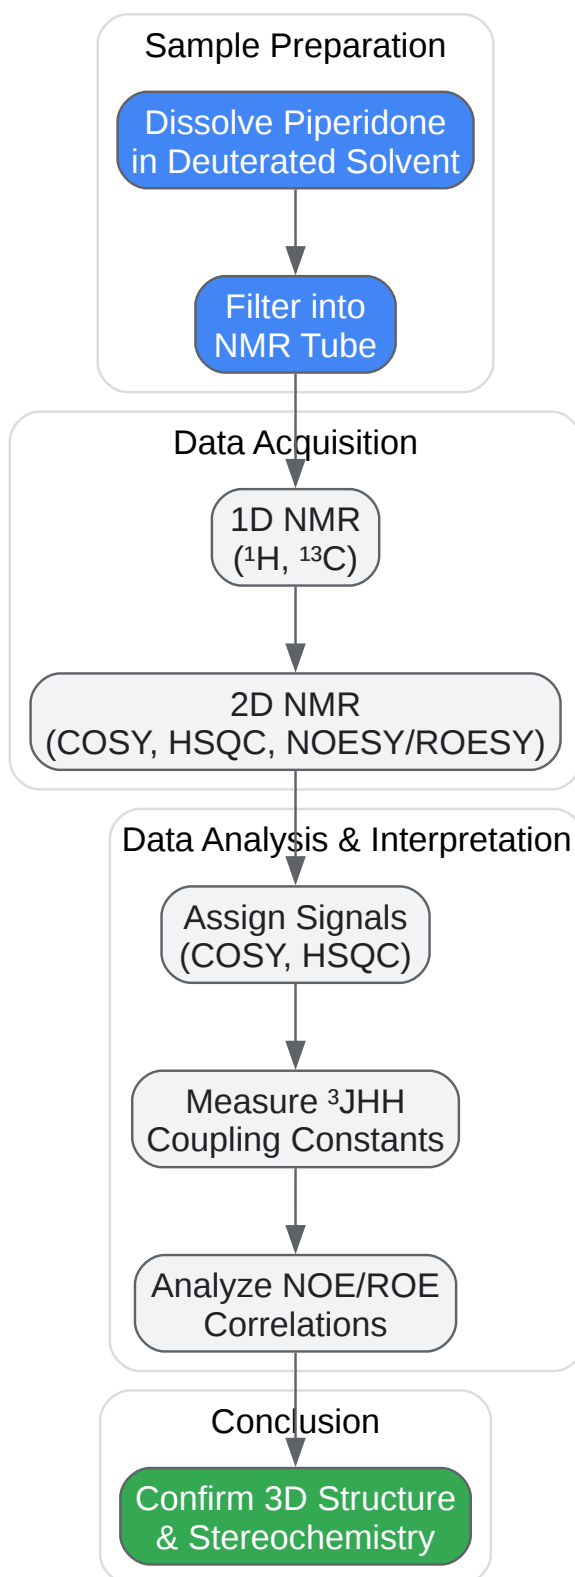 Sample Preparation
Dissolve Piperidone
in Deuterated Solvent
Filter into
NMR Tube
Data Acquisition
1D NMR
(¹H, ¹³C)
2D NMR
(COSY, HSQC, NOESY/ROESY)
Data Analysis & Interpretation
Assign Signals
(COSY, HSQC)
Measure ³JHH
Coupling Constants
Analyze NOE/ROE
Correlations
Conclusion
Confirm 3D Structure
& Stereochemistry